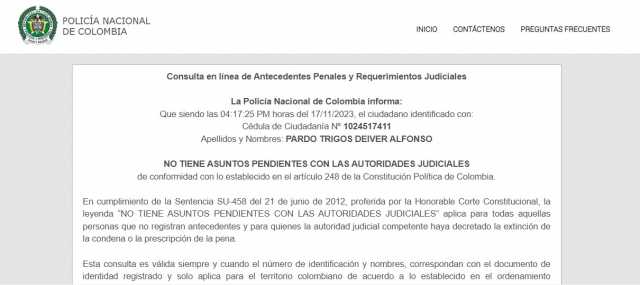 POLICÍA NACIONAL
DE COLOMBIA
INICIO CONTÁCTENOS PREGUNTAS FRECUENTES
Consulta en línea de Antecedentes Penales y Requerimientos Judiciales
La Policía Nacional de Colombia informa:
Que siendo las 04:17:25 PM horas del 17/11/2023, el ciudadano identificado con:
Cédula de Ciudadanía N° 1024517411
Apellidos y Nombres: PARDO TRIGOS DEIVER ALFONSO
NO TIENE ASUNTOS PENDIENTES CON LAS AUTORIDADES JUDICIALES
de conformidad con lo establecido en el artículo 248 de la Constitución Política de Colombia.
En cumplimiento de la Sentencia SU-458 del 21 de junio de 2012, proferida por la Honorable Corte Constitucional, la
leyenda “NO TIENE ASUNTOS PENDIENTES CON LAS AUTORIDADES JUDICIALES” aplica para todas aquellas
personas que no registran antecedentes y para quienes la autoridad judicial competente haya decretado la extinción de
la condena o la prescripción de la pena.
Esta consulta es válida siempre y cuando el número de identificación y nombres, correspondan con el documento de
identidad registrado y solo aplica para el territorio colombiano de acuerdo a lo establecido en el ordenamiento